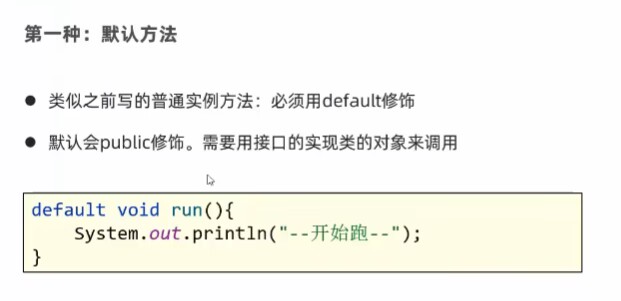 第一种：默认方法
● 类似之前写的普通实例方法：必须用default修饰
● 默认会public修饰。需要用接口的实现类的对象来调用
default void run(){
    System.out.println("--开始跑--");
}